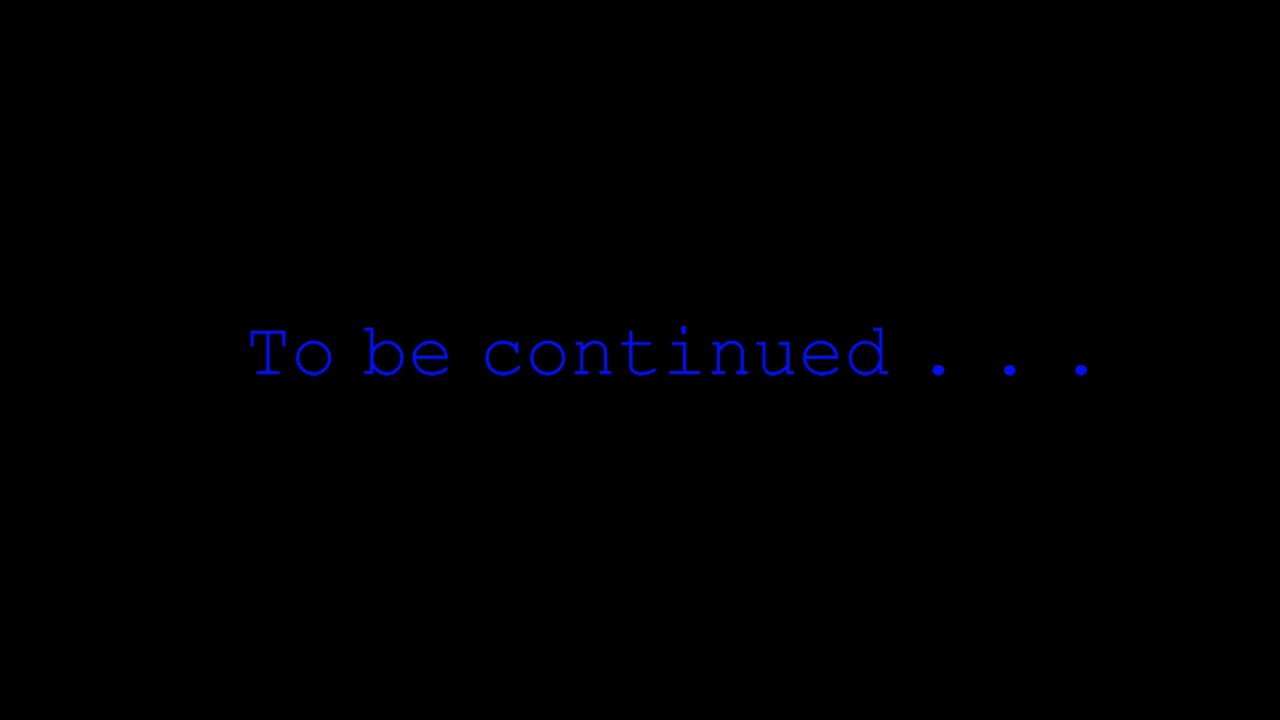 To be continued . . .